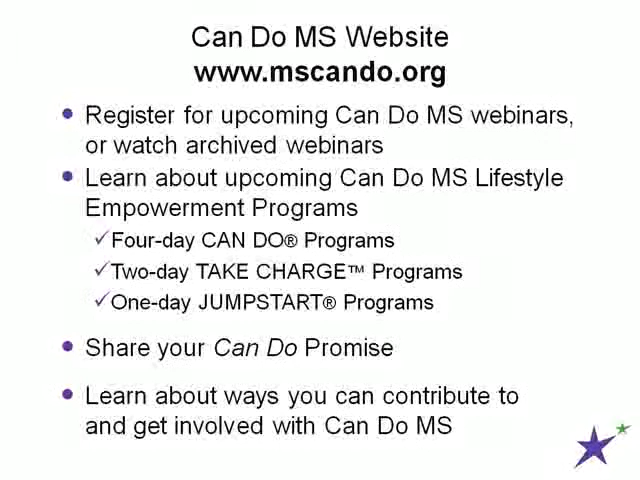 Can Do MS Website
www.mscando.org
• Register for upcoming Can Do MS webinars,
or watch archived webinars
• Learn about upcoming Can Do MS Lifestyle
Empowerment Programs
✓Four-day CAN DO® Programs
✓Two-day TAKE CHARGE™ Programs
✓One-day JUMPSTART® Programs
• Share your Can Do Promise
• Learn about ways you can contribute to
and get involved with Can Do MS